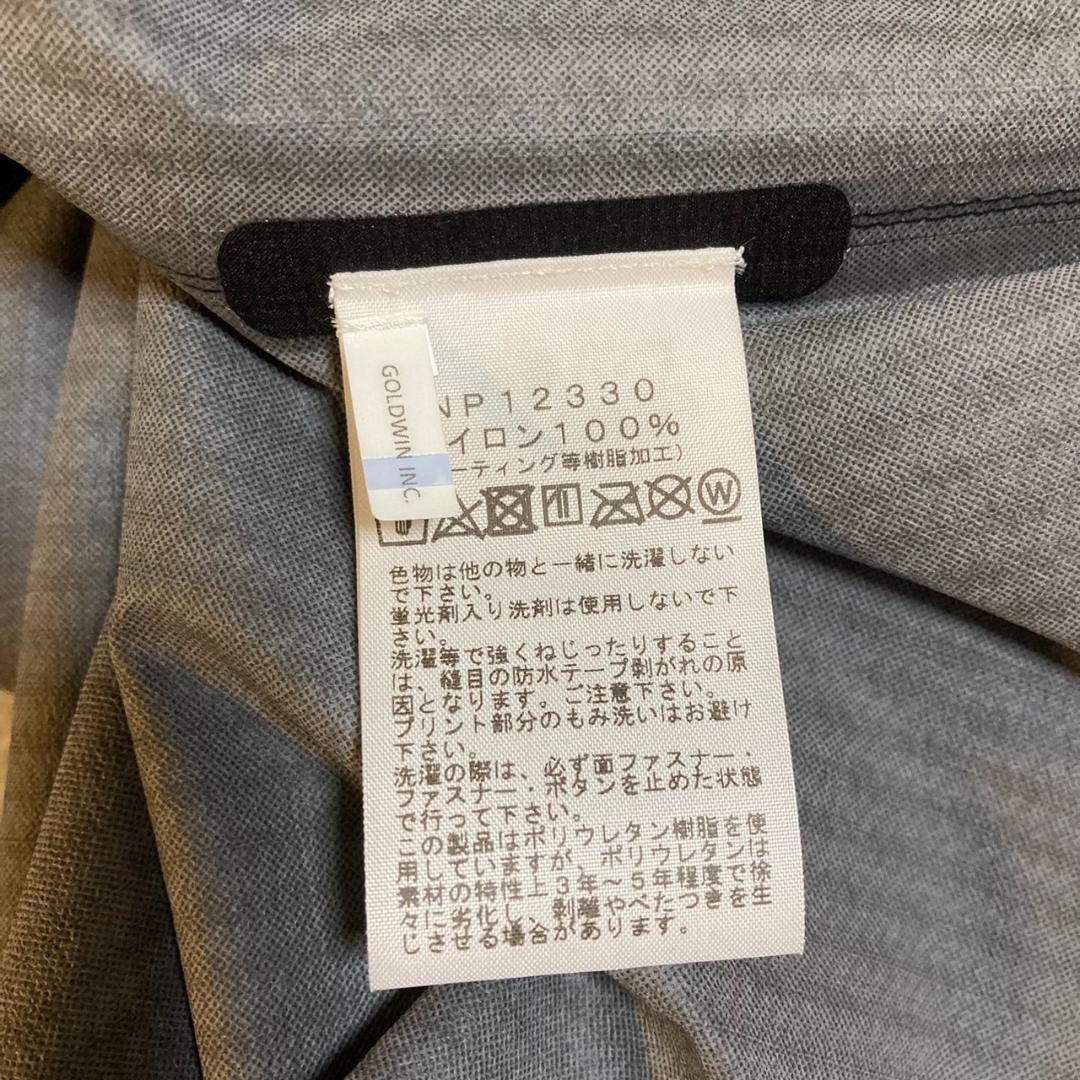 GOLDWIN INC.
NP12330
イロン100%
ーティング等樹脂加工)
W
色物は他の物と一緒に洗濯しない
で下さい。
蛍光剤入り洗剤は使用しないで下
さい。
洗濯等で強くねじったりすること
は、縫目の防水テープ剥がれの原
因となります。ご注意下さい。
プリント部分のもみ洗いはお避け
下さい。
洗濯の際は、必ず面ファスナー・
ファスナー・ボタンを止めた状態
で行って下さい。
この製品はポリウレタン樹脂を使
用していますが、ポリウレタンは
素材の特性上3年～5年程度で徐
々に劣化し、剥離やべたつきを生
じさせる場合があります。